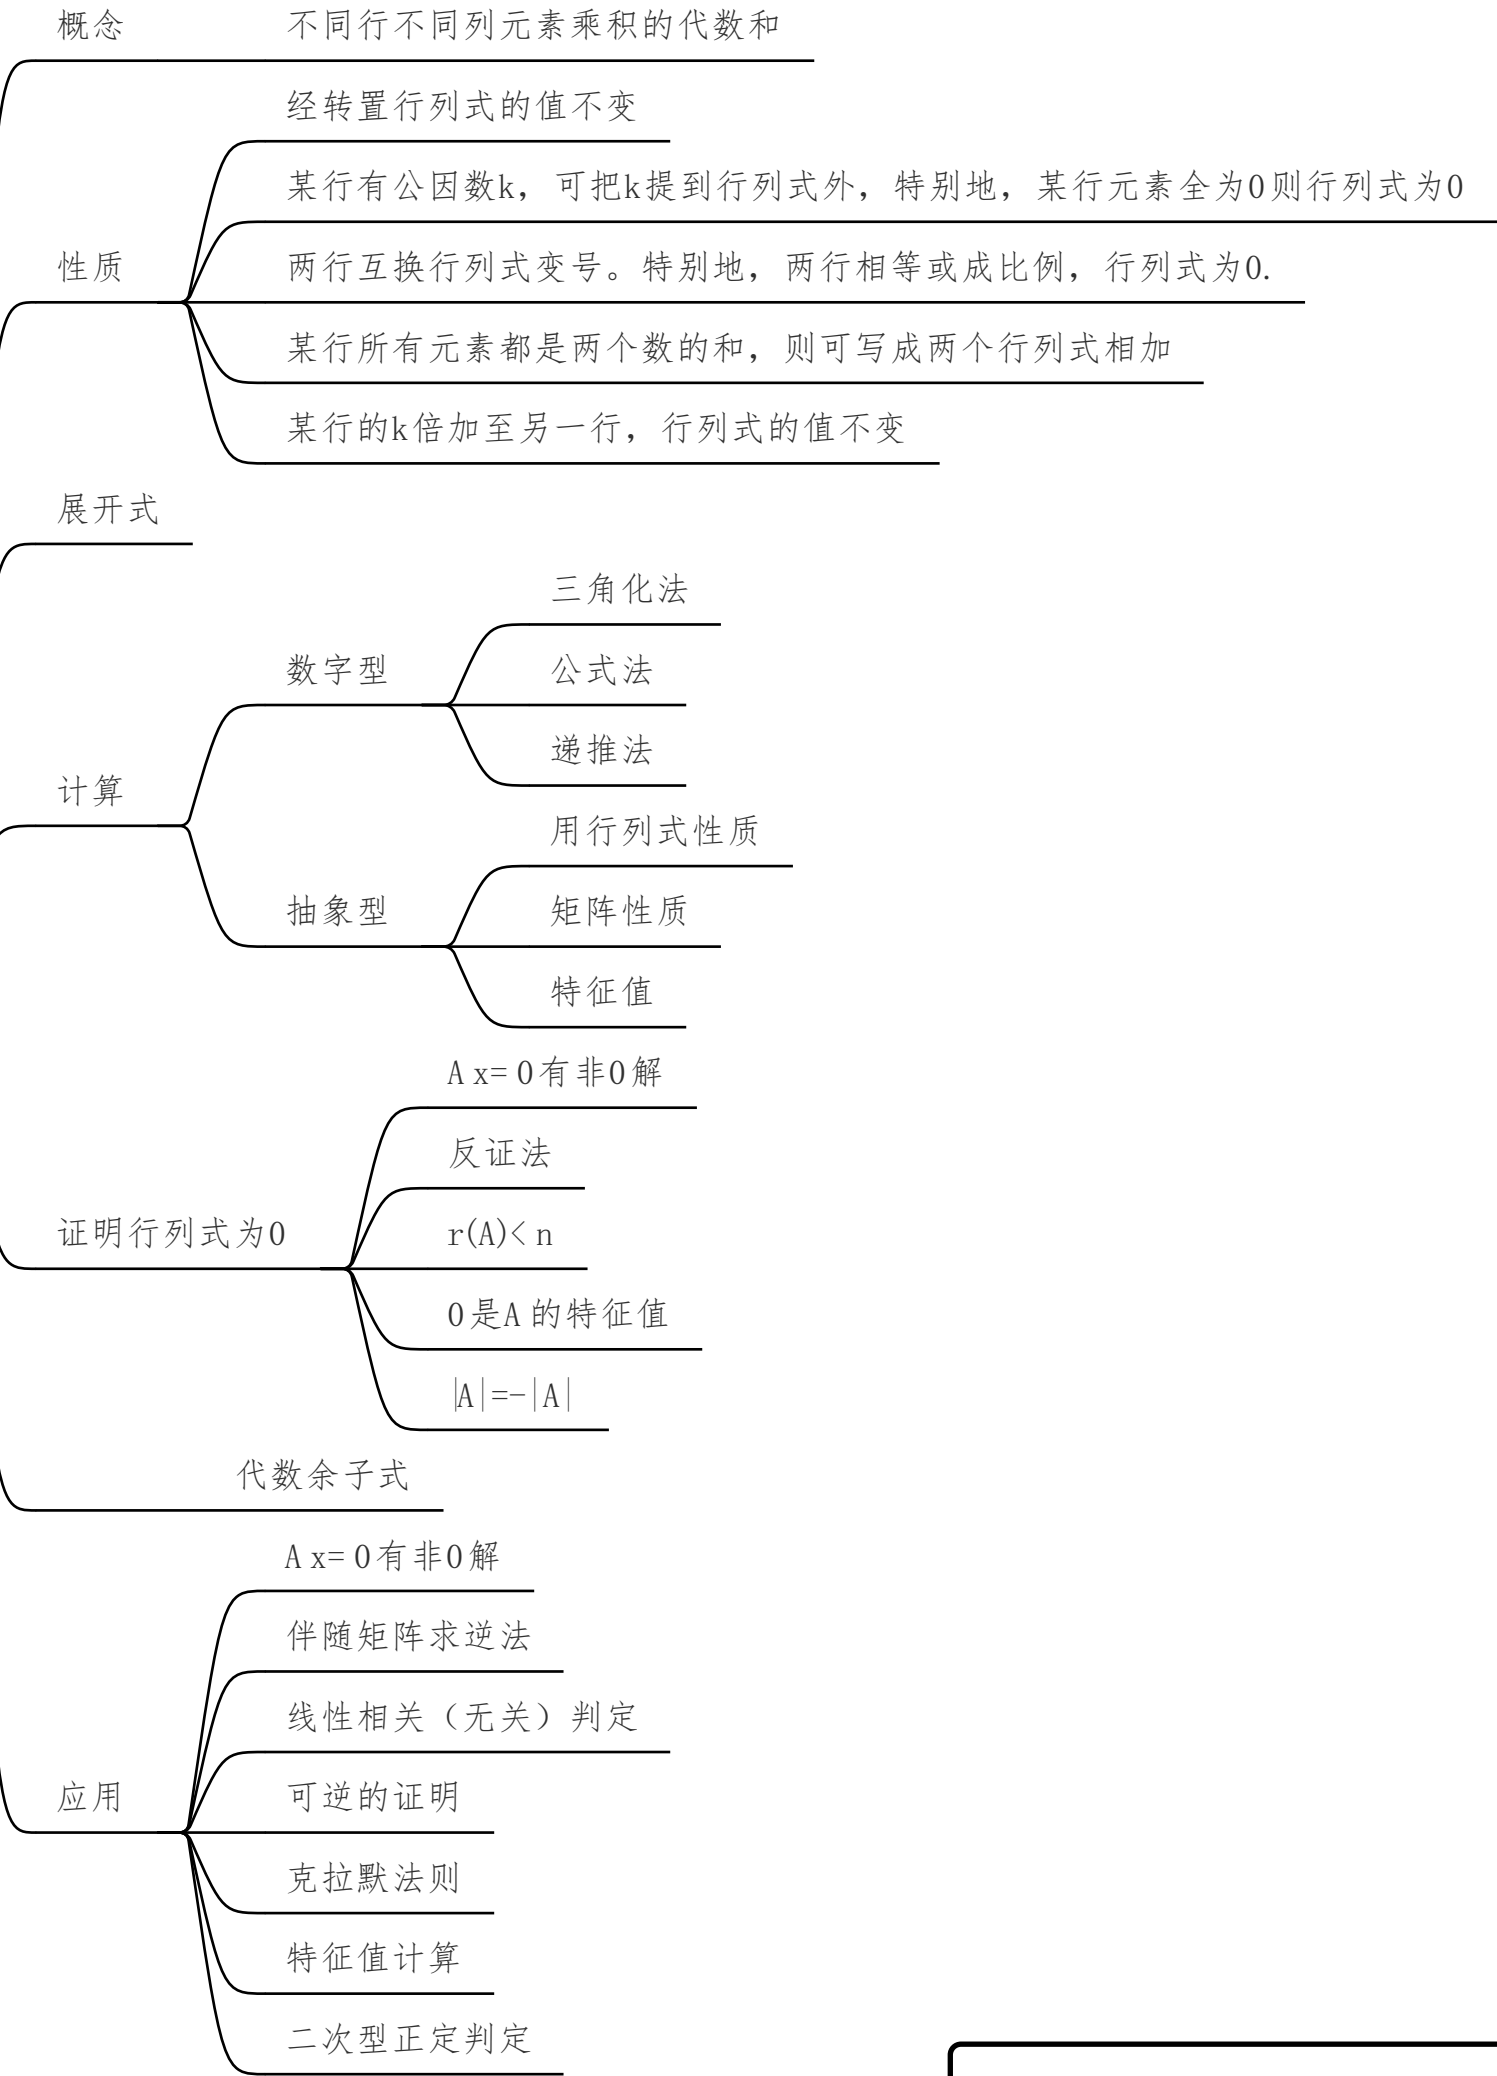 概念
不同行不同列元素乘积的代数和
经转置行列式的值不变
某行有公因数k，可把k提到行列式外，特别地，某行元素全为0则行列式为0
性质
两行互换行列式变号。特别地，两行相等或成比例，行列式为0.
某行所有元素都是两个数的和，则可写成两个行列式相加
某行的k倍加至另一行，行列式的值不变
展开式
三角化法
数字型
公式法
递推法
计算
用行列式性质
抽象型
矩阵性质
特征值
Ax=0有非0解
反证法
证明行列式为0
r(A)<n
0是A的特征值
|A|=-|A|
代数余子式
Ax=0有非0解
伴随矩阵求逆法
线性相关（无关）判定
应用
可逆的证明
克拉默法则
特征值计算
二次型正定判定